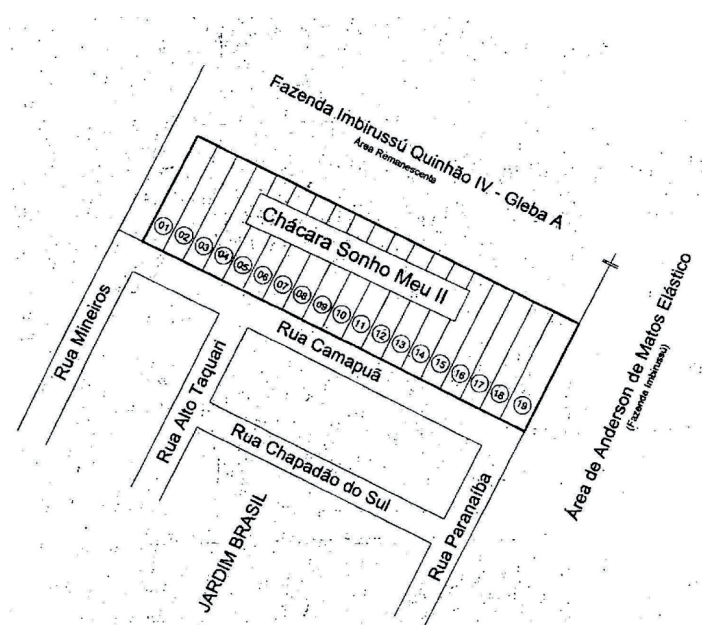 Fazenda Imbirussú Quinhão IV - Gleba A
Área Remanescente
Chácara Sonho Meu II
01
02
03
04
05
06
07
08
09
10
11
12
13
14
15
16
17
18
19
Rua Mineiros
Rua Camapuã
Rua Alto Taquari
Rua Chapadão do Sul
Rua Paranaíba
JARDIM BRASIL
Área de Anderson de Matos Elástico
(Fazenda Imbirussú)